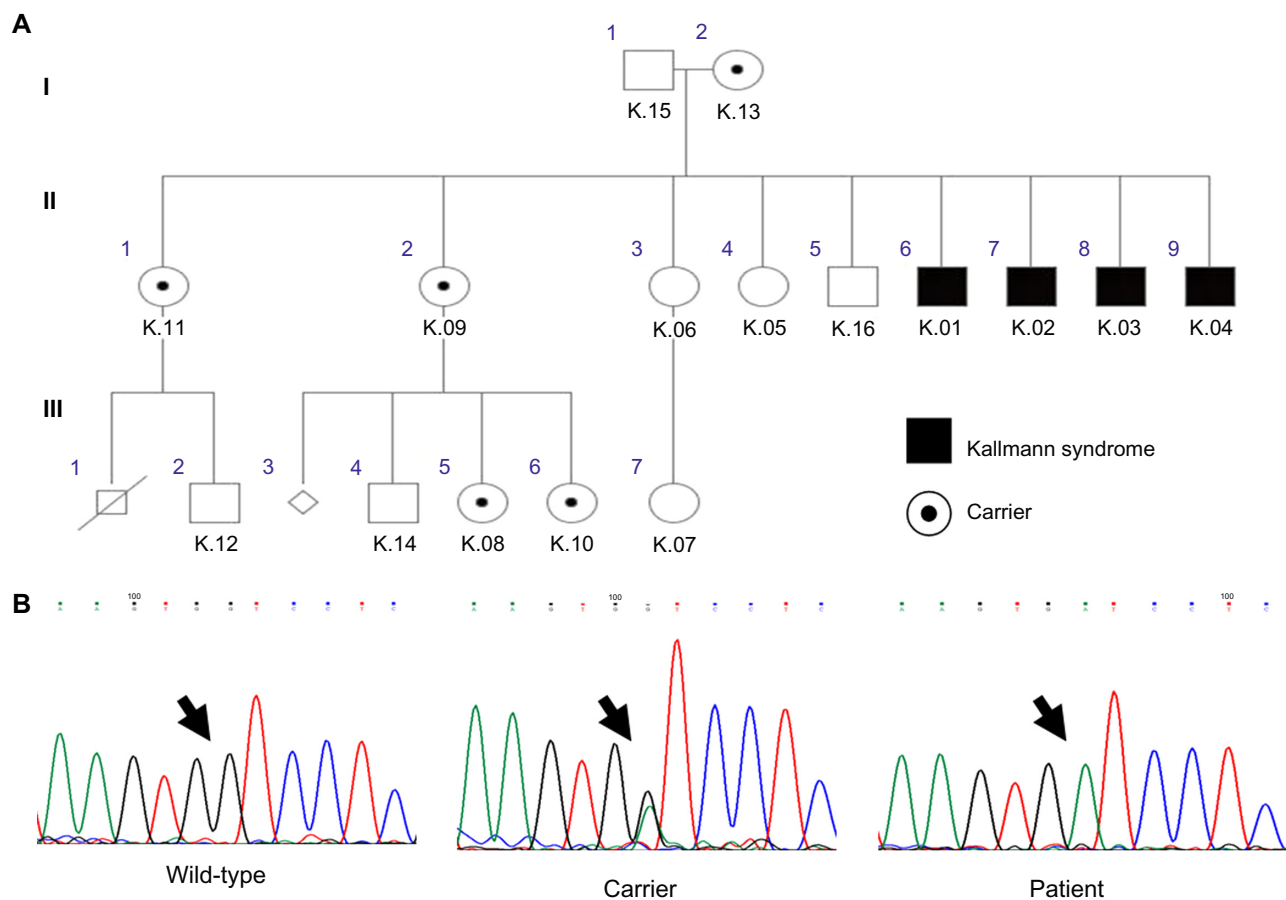 A
1 2
I
K.15 K.13
II
1 2 3 4 5 6 7 8 9
K.11 K.09 K.06 K.05 K.16 K.01 K.02 K.03 K.04
III
1 2 3 4 5 6 7
K.12 K.14 K.08 K.10 K.07
Kallmann syndrome
Carrier
B
100 100 100
A A G T G G T C C T C A A G T G G T C C T C A A G T G A T C C T C
Wild-type Carrier Patient